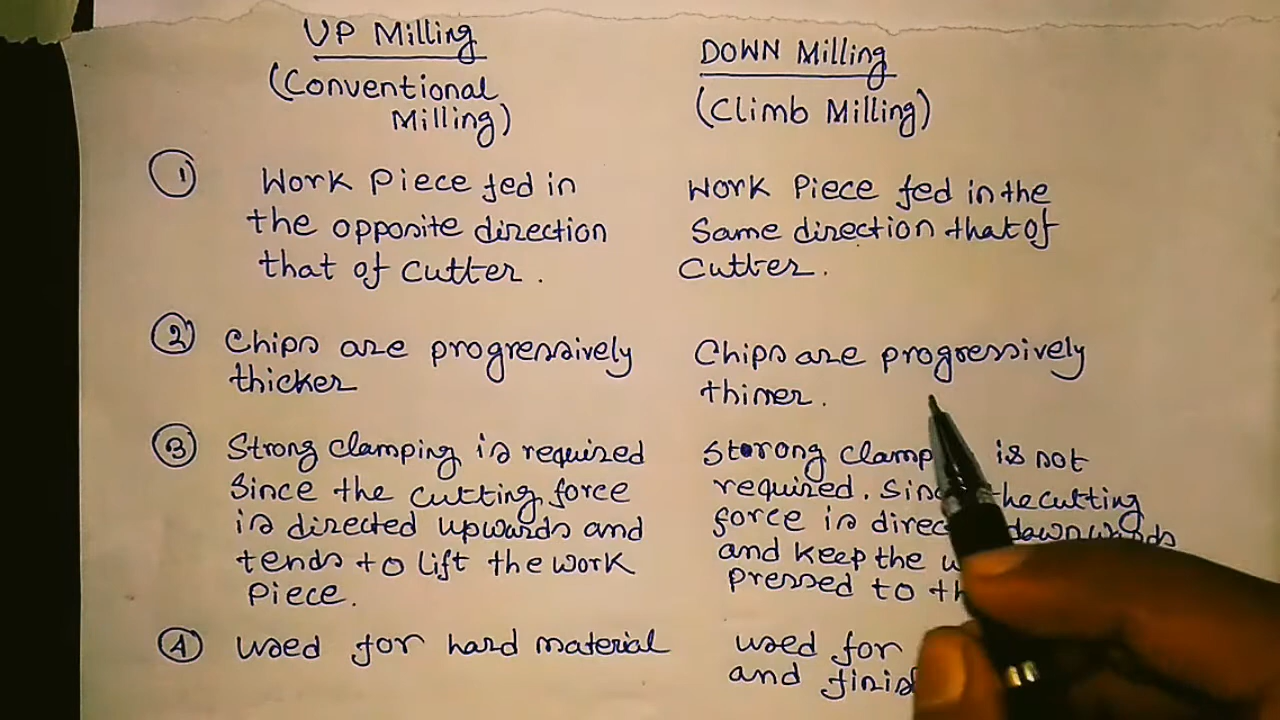 UP Milling
(Conventional
Milling)
DOWN Milling
(Climb Milling)
1 Work Piece fed in
the opposite direction
that of cutter.
Work Piece fed in the
Same direction that of
Cutter.
2 Chips are progressively
thicker
Chips are progressively
thinner.
3 Strong clamping is required
Since the cutting force
is directed upwards and
tends to lift the work
Piece.
Strong clamp is not
required. Sinc the cutting
force is direc downwards
and keep the
pressed to th
4 used for hard material
used for
and finis